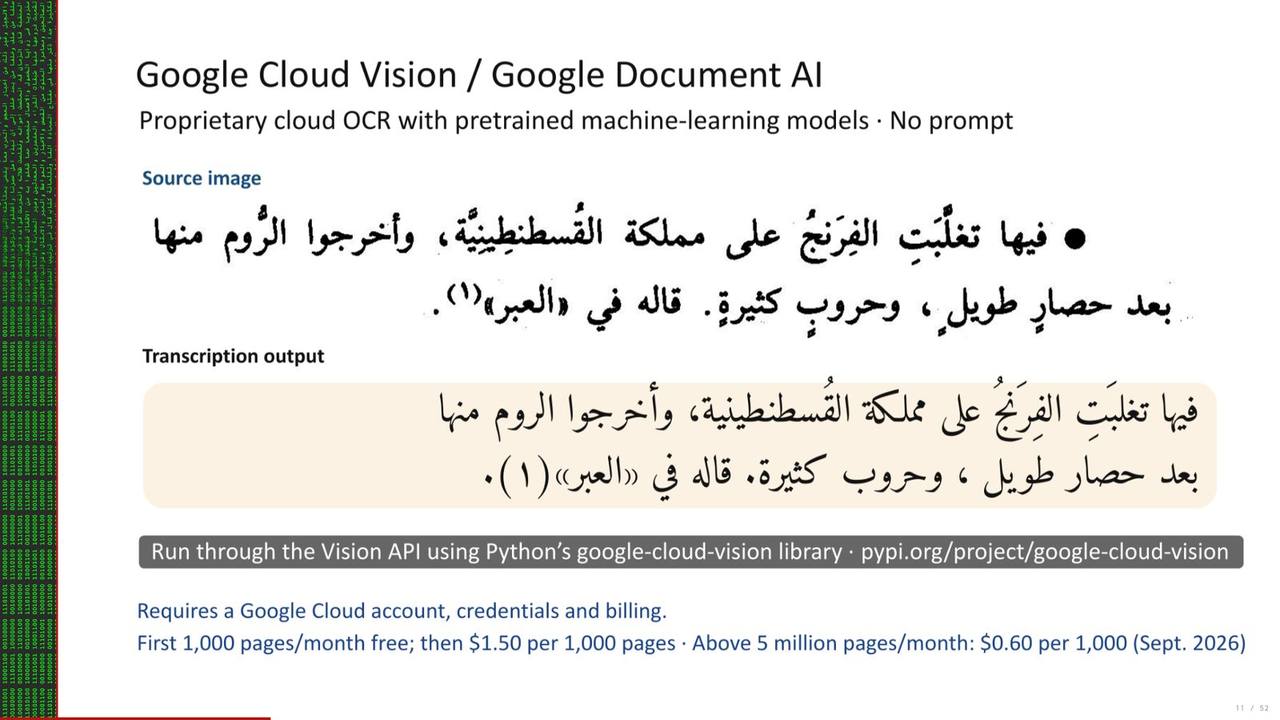 Google Cloud Vision / Google Document AI
Proprietary cloud OCR with pretrained machine-learning models · No prompt
Source image
● فيها تغلَّبَتِ الفِرَنجُ على مملكة القُسطنطِينِيَّة، وأخرجوا الرُّوم منها
بعد حصارٍ طويلٍ، وحروبٍ كثيرةٍ. قاله في «العبر»(١).
Transcription output
فيها تغلبَتِ الفِرَنجُ على مملكة القُسطنطينية، وأخرجوا الروم منها
بعد حصار طويل ، وحروب كثيرة. قاله في «العبر»(١).
Run through the Vision API using Python’s google-cloud-vision library · pypi.org/project/google-cloud-vision
Requires a Google Cloud account, credentials and billing.
First 1,000 pages/month free; then $1.50 per 1,000 pages · Above 5 million pages/month: $0.60 per 1,000 (Sept. 2026)
11 / 52